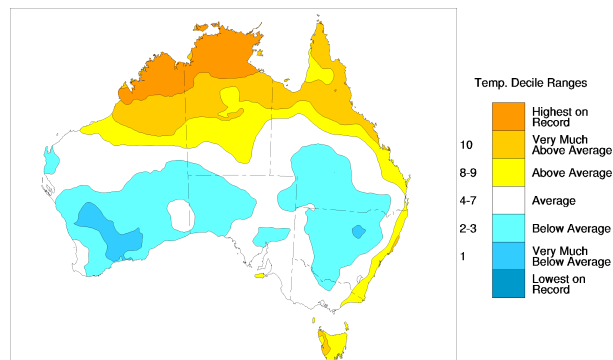 Temp. Decile Ranges
Highest on
Record
10
Very Much
Above Average
8-9
Above Average
4-7
Average
2-3
Below Average
1
Very Much
Below Average
Lowest on
Record